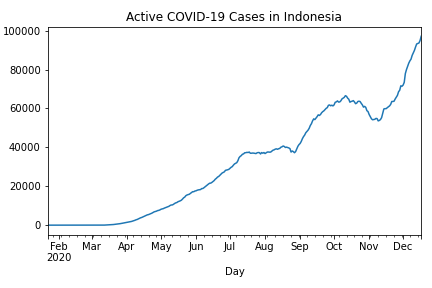 Active COVID-19 Cases in Indonesia
100000
80000
60000
40000
20000
0
Feb Mar Apr May Jun Jul Aug Sep Oct Nov Dec
2020
Day